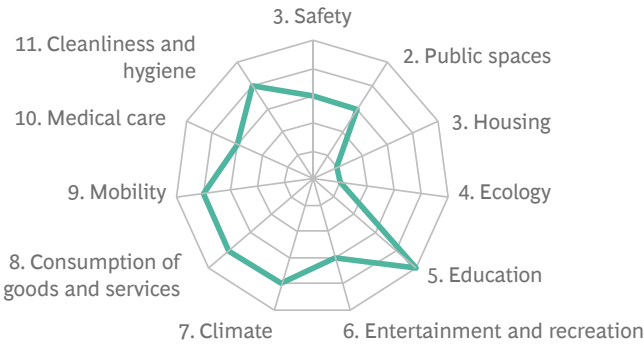 3. Safety
2. Public spaces
3. Housing
4. Ecology
5. Education
6. Entertainment and recreation
7. Climate
8. Consumption of
goods and services
9. Mobility
10. Medical care
11. Cleanliness and
hygiene